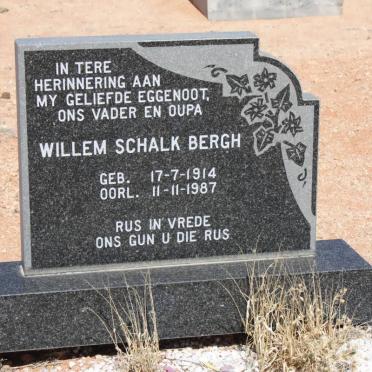 IN TERE
HERINNERING AAN
MY GELIEFDE EGGENOOT,
ONS VADER EN OUPA
WILLEM SCHALK BERGH
GEB. 17-7-1914
OORL. 11-11-1987
RUS IN VREDE
ONS GUN U DIE RUS